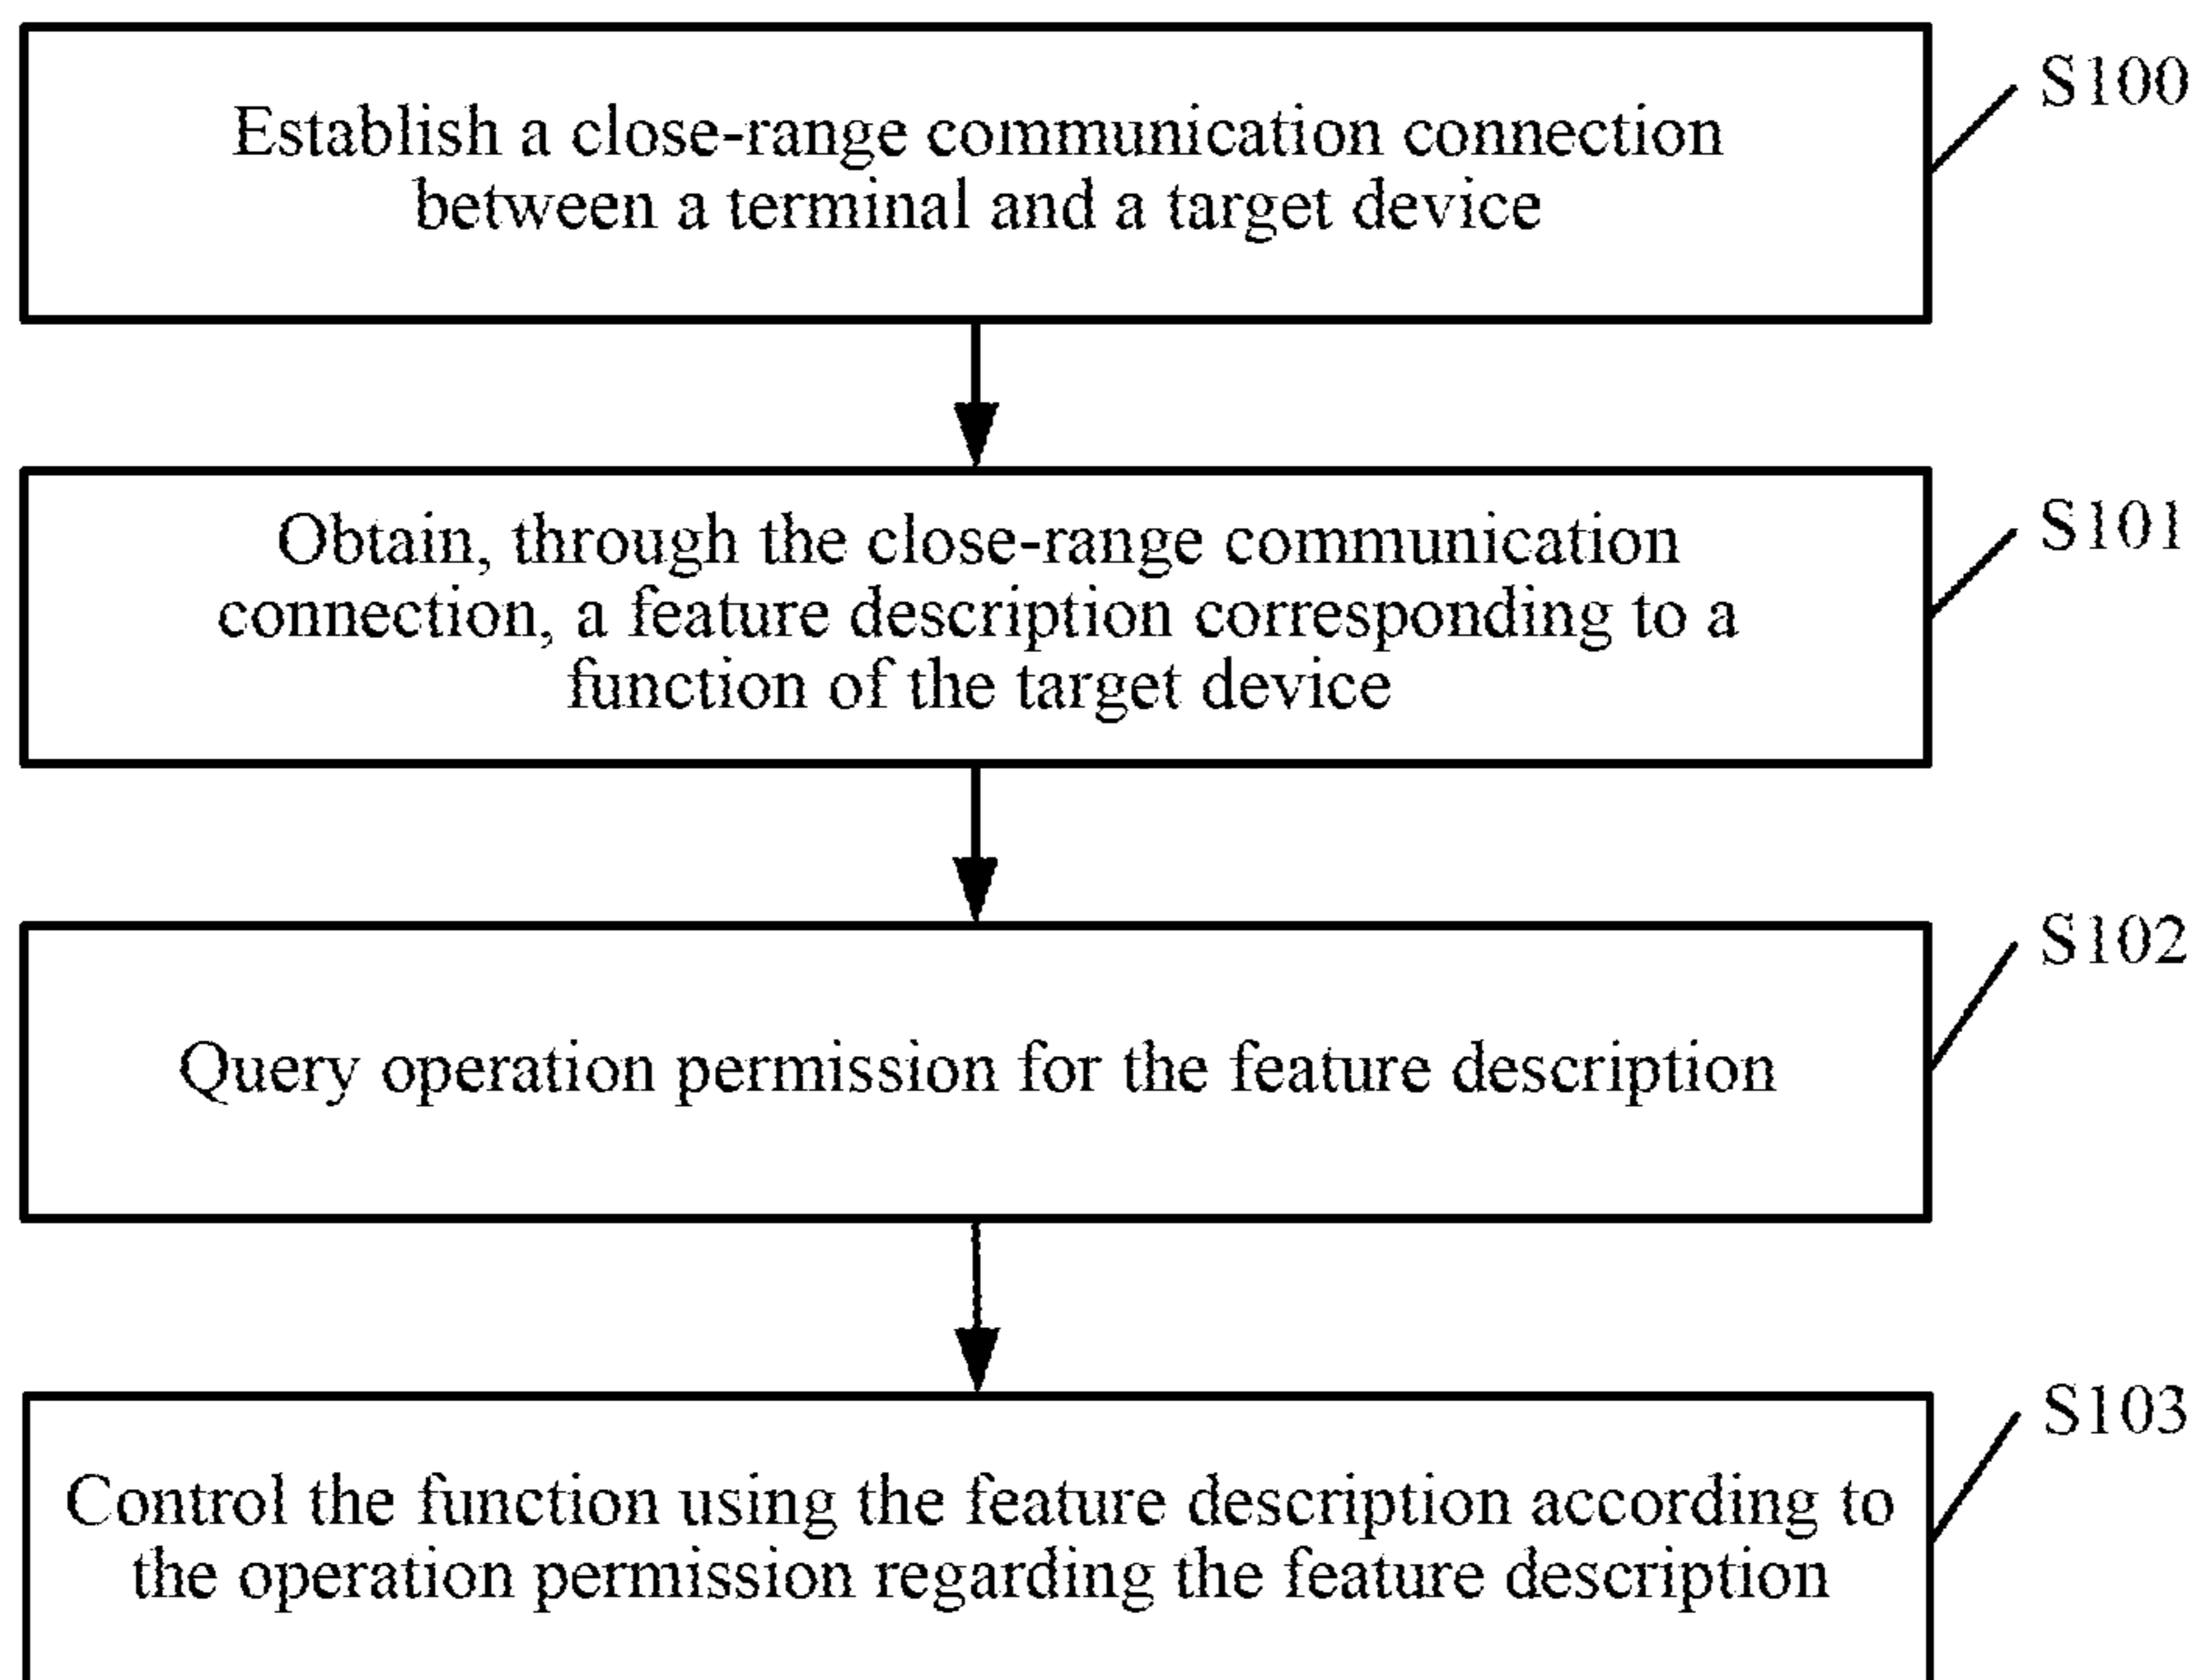 Establish a close-range communication connection
between a terminal and a target device
S100
Obtain, through the close-range communication
connection, a feature description corresponding to a
function of the target device
S101
Query operation permission for the feature description
S102
Control the function using the feature description according to
the operation permission regarding the feature description
S103